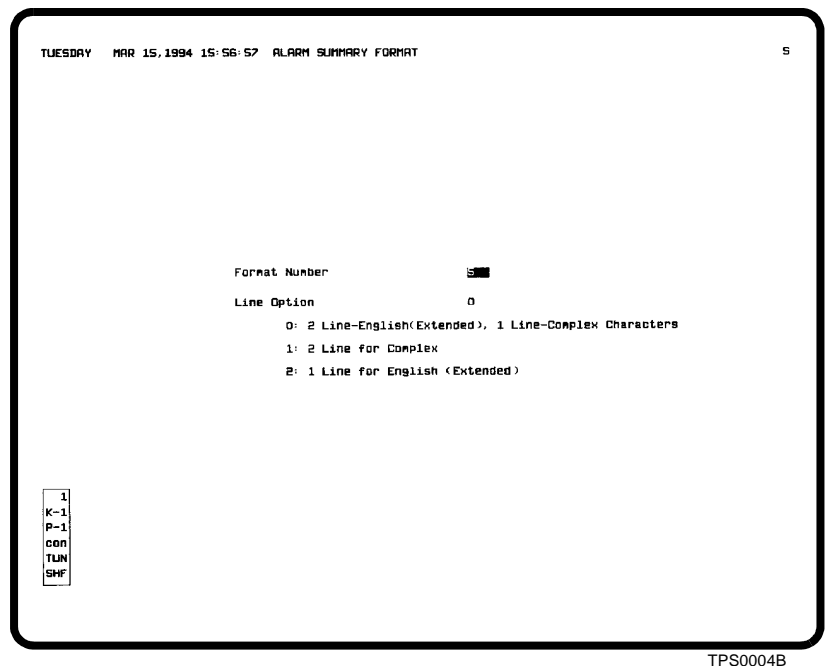 TUESDAY MAR 15,1994 15:56:57 ALARM SUMMARY FORMAT 5
Format Number 5
Line Option 0
0: 2 Line-English(Extended), 1 Line-Complex Characters
1: 2 Line for Complex
2: 1 Line for English (Extended)
1
K-1
P-1
con
TUN
SHF
TPS0004B